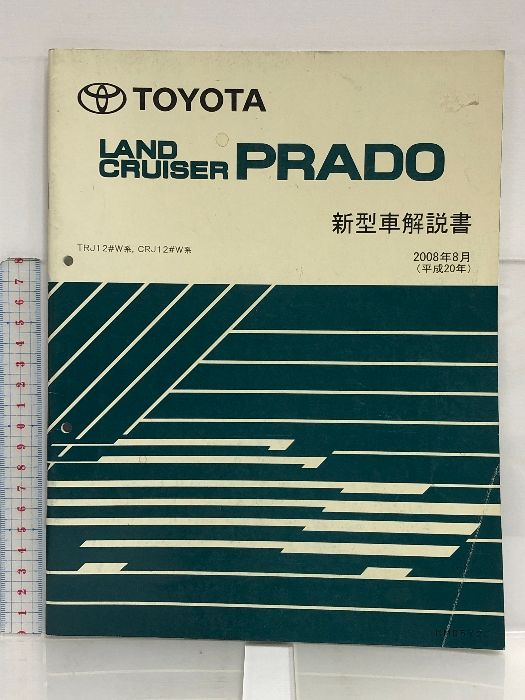 TOYOTA
LAND
CRUISER PRADO
新型車解説書
TRJ12#W系, CRJ12#W系
2008年8月
(平成20年)